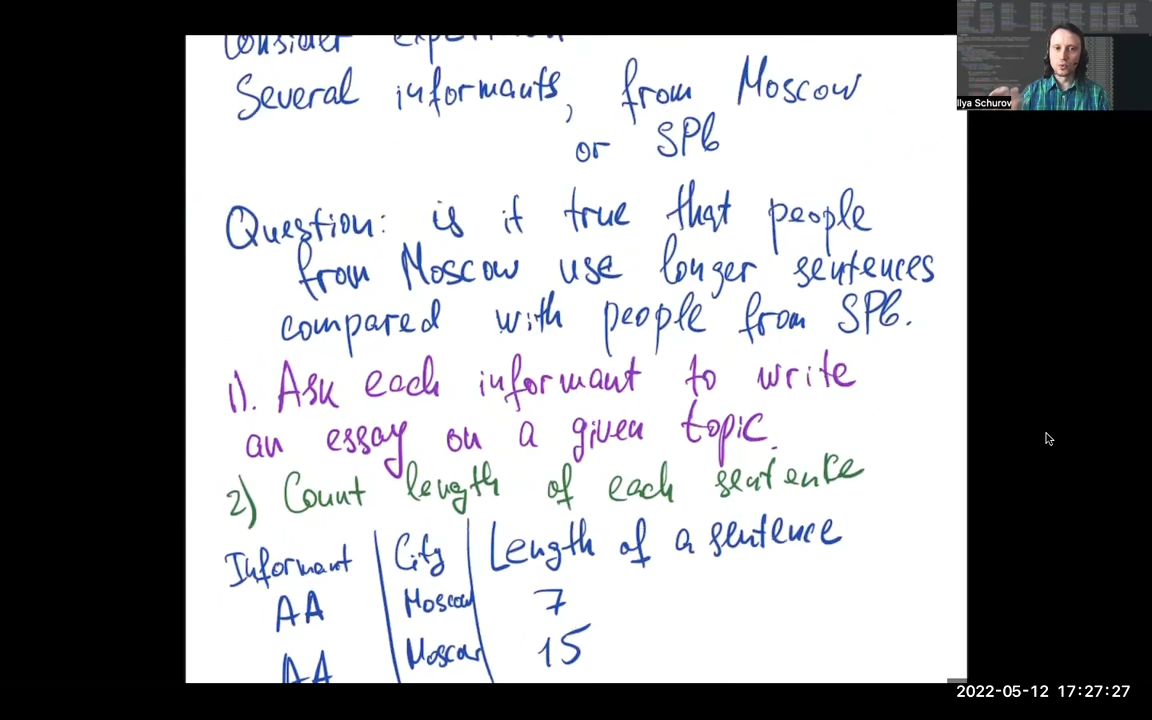 Consider
Several informants, from Moscow
or SPb
Question: is it true that people
from Moscow use longer sentences
compared with people from SPb.
1). Ask each informant to write
an essay on a given topic.
2) Count length of each sentence
Informant | City | Length of a sentence
AA Moscow 7
AA Moscow 15
Ilya Schurov
2022-05-12 17:27:27